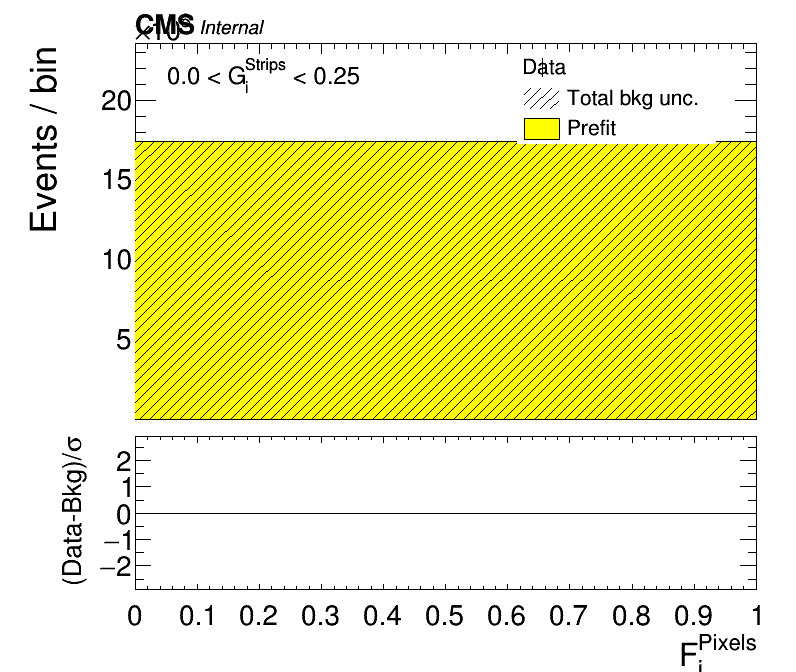 CMS Internal
Events / bin
0.0 < G_i^Strips < 0.25
Data
Total bkg unc.
Prefit
20
15
10
5
(Data-Bkg)/σ
2
1
0
−1
−2
0 0.1 0.2 0.3 0.4 0.5 0.6 0.7 0.8 0.9 1
F_i^Pixels